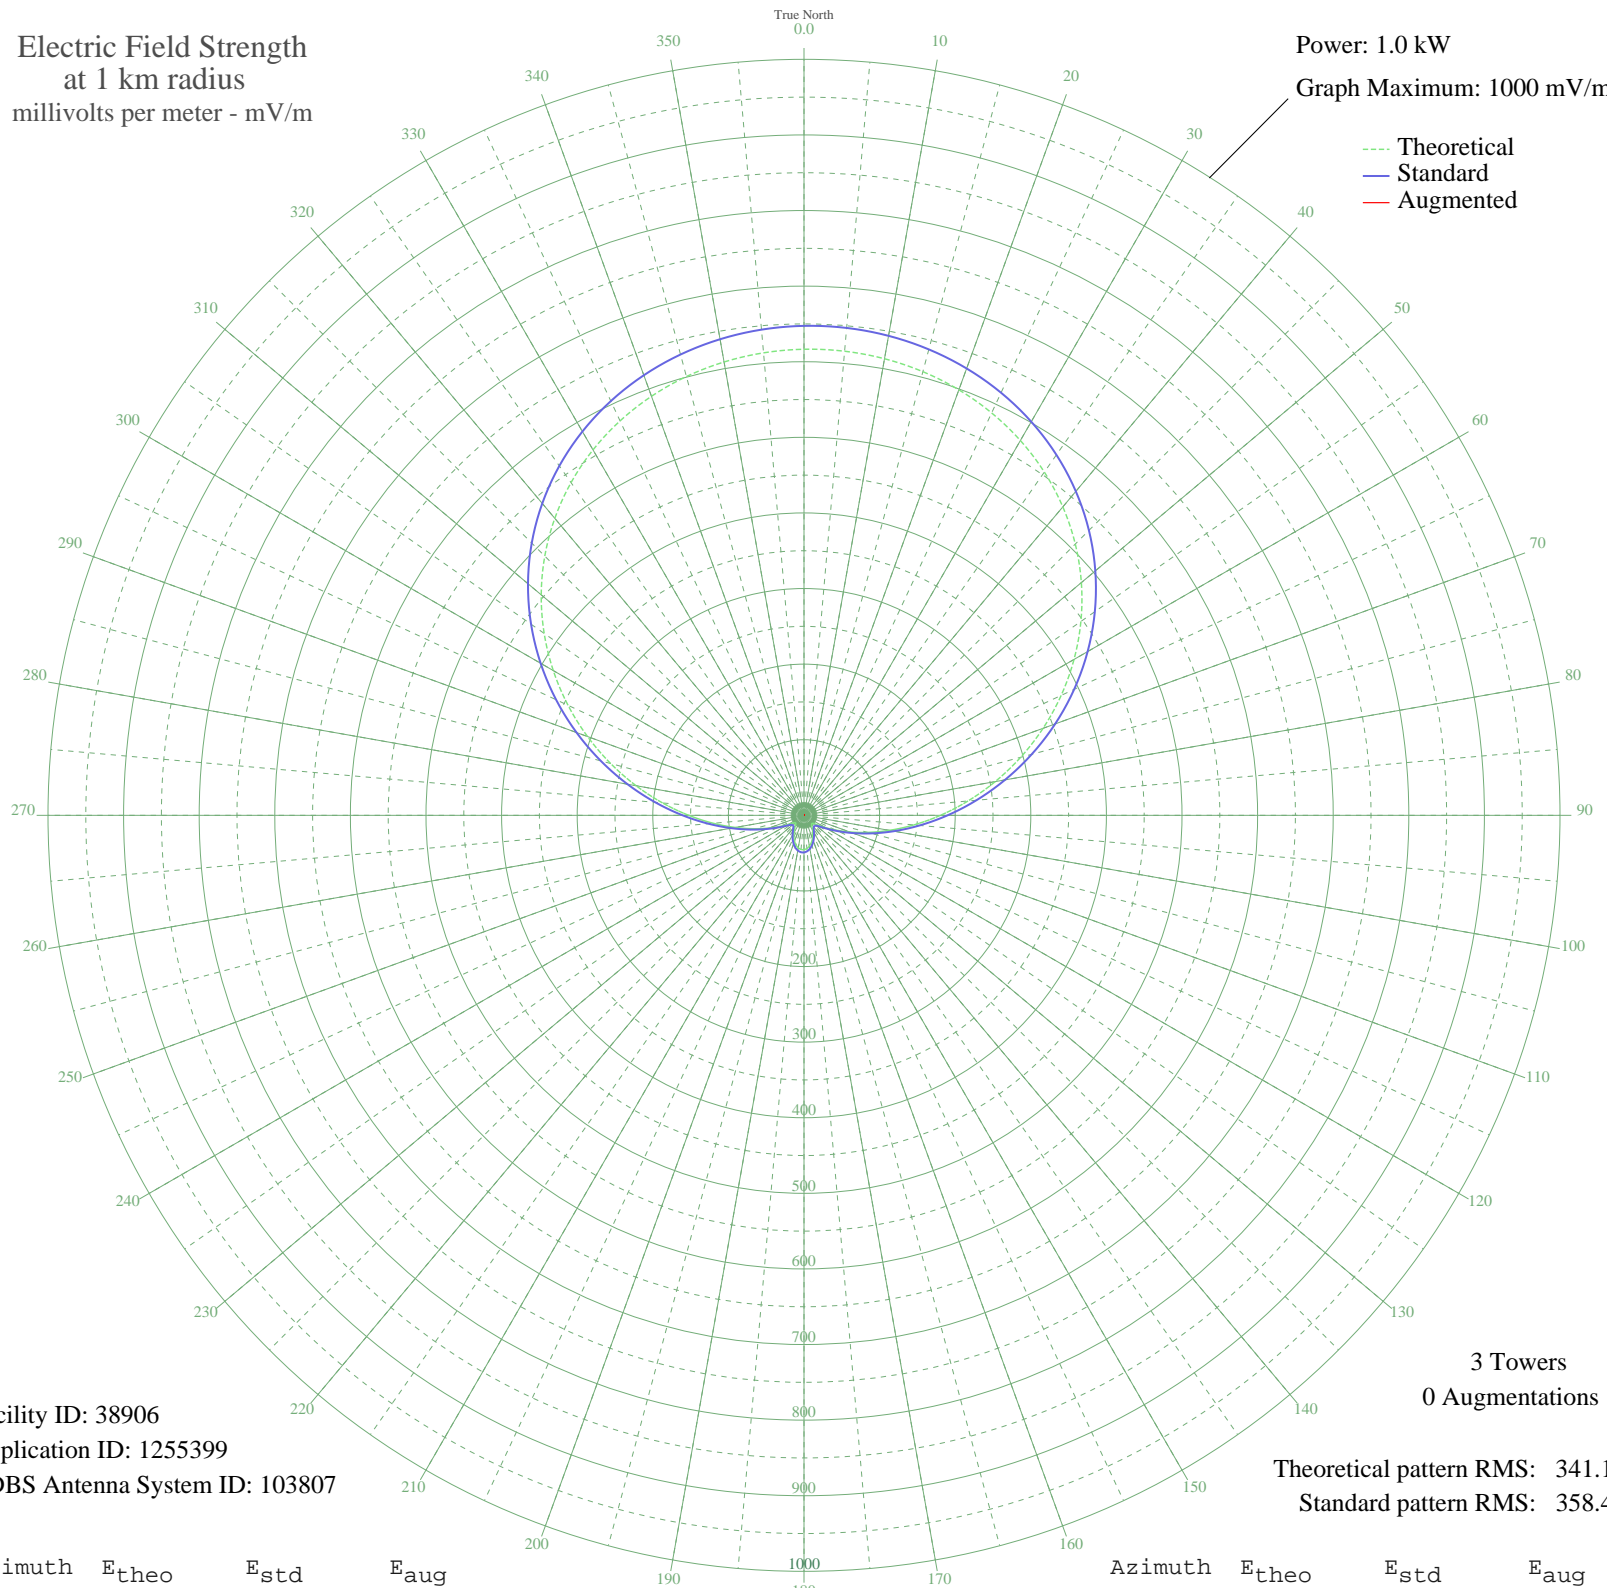 True North
Electric Field Strength
at 1 km radius
millivolts per meter - mV/m
Power: 1.0 kW
Graph Maximum: 1000 mV/m
Theoretical
Standard
Augmented
0.0
10
20
30
40
50
60
70
80
90
100
110
120
130
140
150
160
170
190
200
210
220
230
240
250
260
270
280
290
300
310
320
330
340
350
200
300
400
500
600
700
800
900
1000
3 Towers
0 Augmentations
cility ID: 38906
plication ID: 1255399
DBS Antenna System ID: 103807
Theoretical pattern RMS: 341.1
Standard pattern RMS: 358.4
imuth Etheo Estd Eaug
Azimuth Etheo Estd Eaug